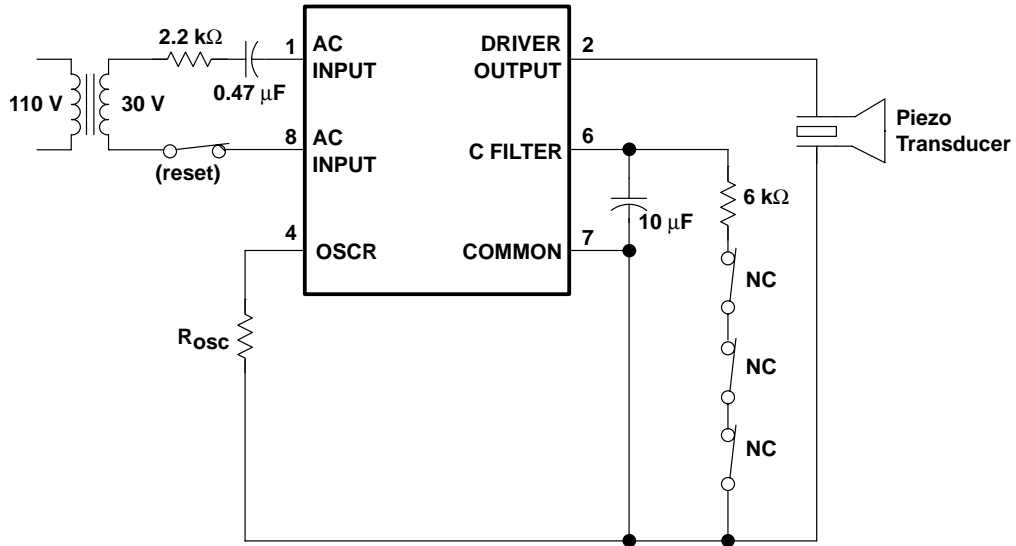 2.2 kΩ
0.47 μF
110 V
30 V
(reset)
1
AC
INPUT
8
AC
INPUT
4
OSCR
Rosc
DRIVER
OUTPUT
2
C FILTER
6
COMMON
7
10 μF
6 kΩ
NC
NC
NC
Piezo
Transducer